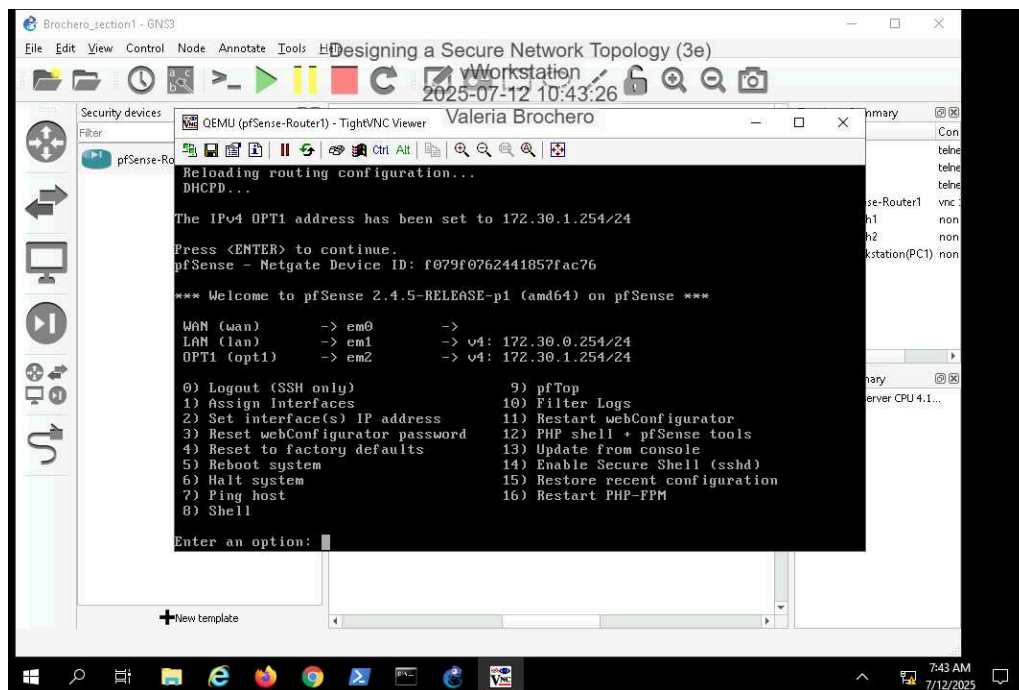 Brochero_section1 - GNS3
File Edit View Control Node Annotate Tools Help
Designing a Secure Network Topology (3e)
vWorkstation
2025-07-12 10:43:26
Valeria Brochero
Security devices
Filter
pfSense-Ro
QEMU (pfSense-Router1) - TightVNC Viewer
Ctrl Alt
Reloading routing configuration...
DHCPD...
The IPv4 OPT1 address has been set to 172.30.1.254/24
Press <ENTER> to continue.
pfSense - Netgate Device ID: f079f0762441857fac76
*** Welcome to pfSense 2.4.5-RELEASE-p1 (amd64) on pfSense ***
WAN (wan) -> em0 ->
LAN (lan) -> em1 -> v4: 172.30.0.254/24
OPT1 (opt1) -> em2 -> v4: 172.30.1.254/24
0) Logout (SSH only) 9) pfTop
1) Assign Interfaces 10) Filter Logs
2) Set interface(s) IP address 11) Restart webConfigurator
3) Reset webConfigurator password 12) PHP shell + pfSense tools
4) Reset to factory defaults 13) Update from console
5) Reboot system 14) Enable Secure Shell (sshd)
6) Halt system 15) Restore recent configuration
7) Ping host 16) Restart PHP-FPM
8) Shell
Enter an option:
mmary
Con
telne
telne
telne
se-Router1 vnc :
h1 non
h2 non
kstation(PC1) non
nary
erver CPU 4.1...
New template
7:43 AM
7/12/2025